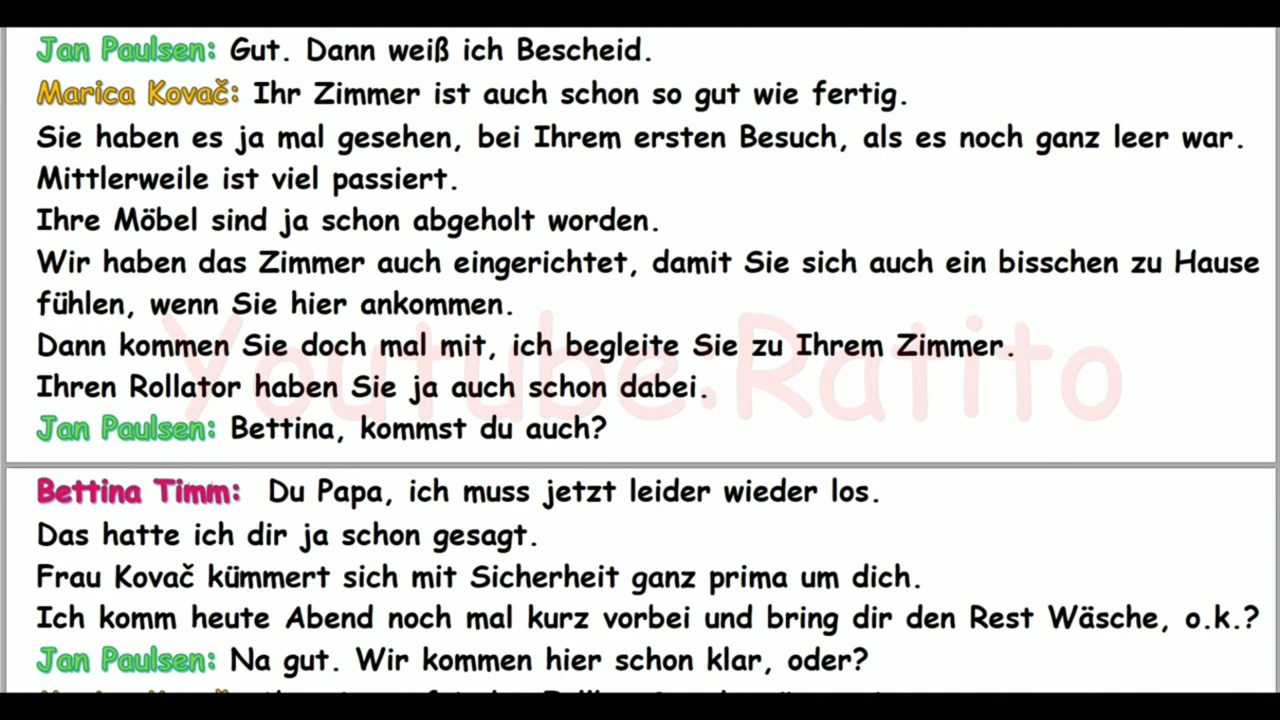 Jan Paulsen: Gut. Dann weiß ich Bescheid.
Marica Kovač: Ihr Zimmer ist auch schon so gut wie fertig.
Sie haben es ja mal gesehen, bei Ihrem ersten Besuch, als es noch ganz leer war.
Mittlerweile ist viel passiert.
Ihre Möbel sind ja schon abgeholt worden.
Wir haben das Zimmer auch eingerichtet, damit Sie sich auch ein bisschen zu Hause
fühlen, wenn Sie hier ankommen.
Dann kommen Sie doch mal mit, ich begleite Sie zu Ihrem Zimmer.
Youtube.Ratito
Ihren Rollator haben Sie ja auch schon dabei.
Jan Paulsen: Bettina, kommst du auch?
Bettina Timm: Du Papa, ich muss jetzt leider wieder los.
Das hatte ich dir ja schon gesagt.
Frau Kovač kümmert sich mit Sicherheit ganz prima um dich.
Ich komm heute Abend noch mal kurz vorbei und bring dir den Rest Wäsche, o.k.?
Jan Paulsen: Na gut. Wir kommen hier schon klar, oder?